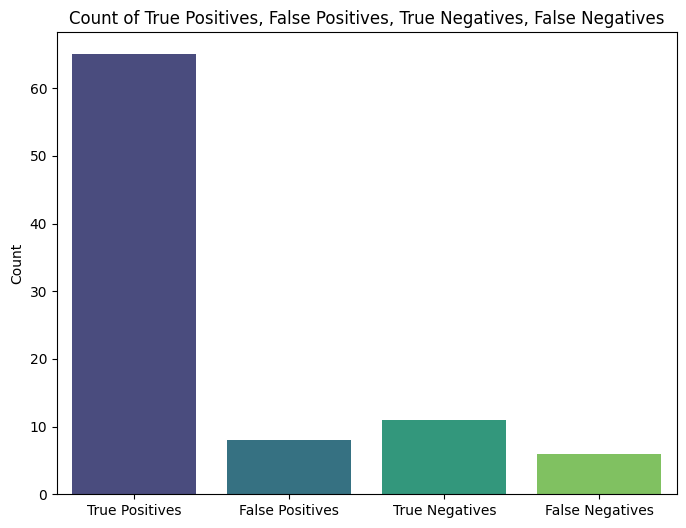 Count of True Positives, False Positives, True Negatives, False Negatives
Count
60
50
40
30
20
10
0
True Positives False Positives True Negatives False Negatives